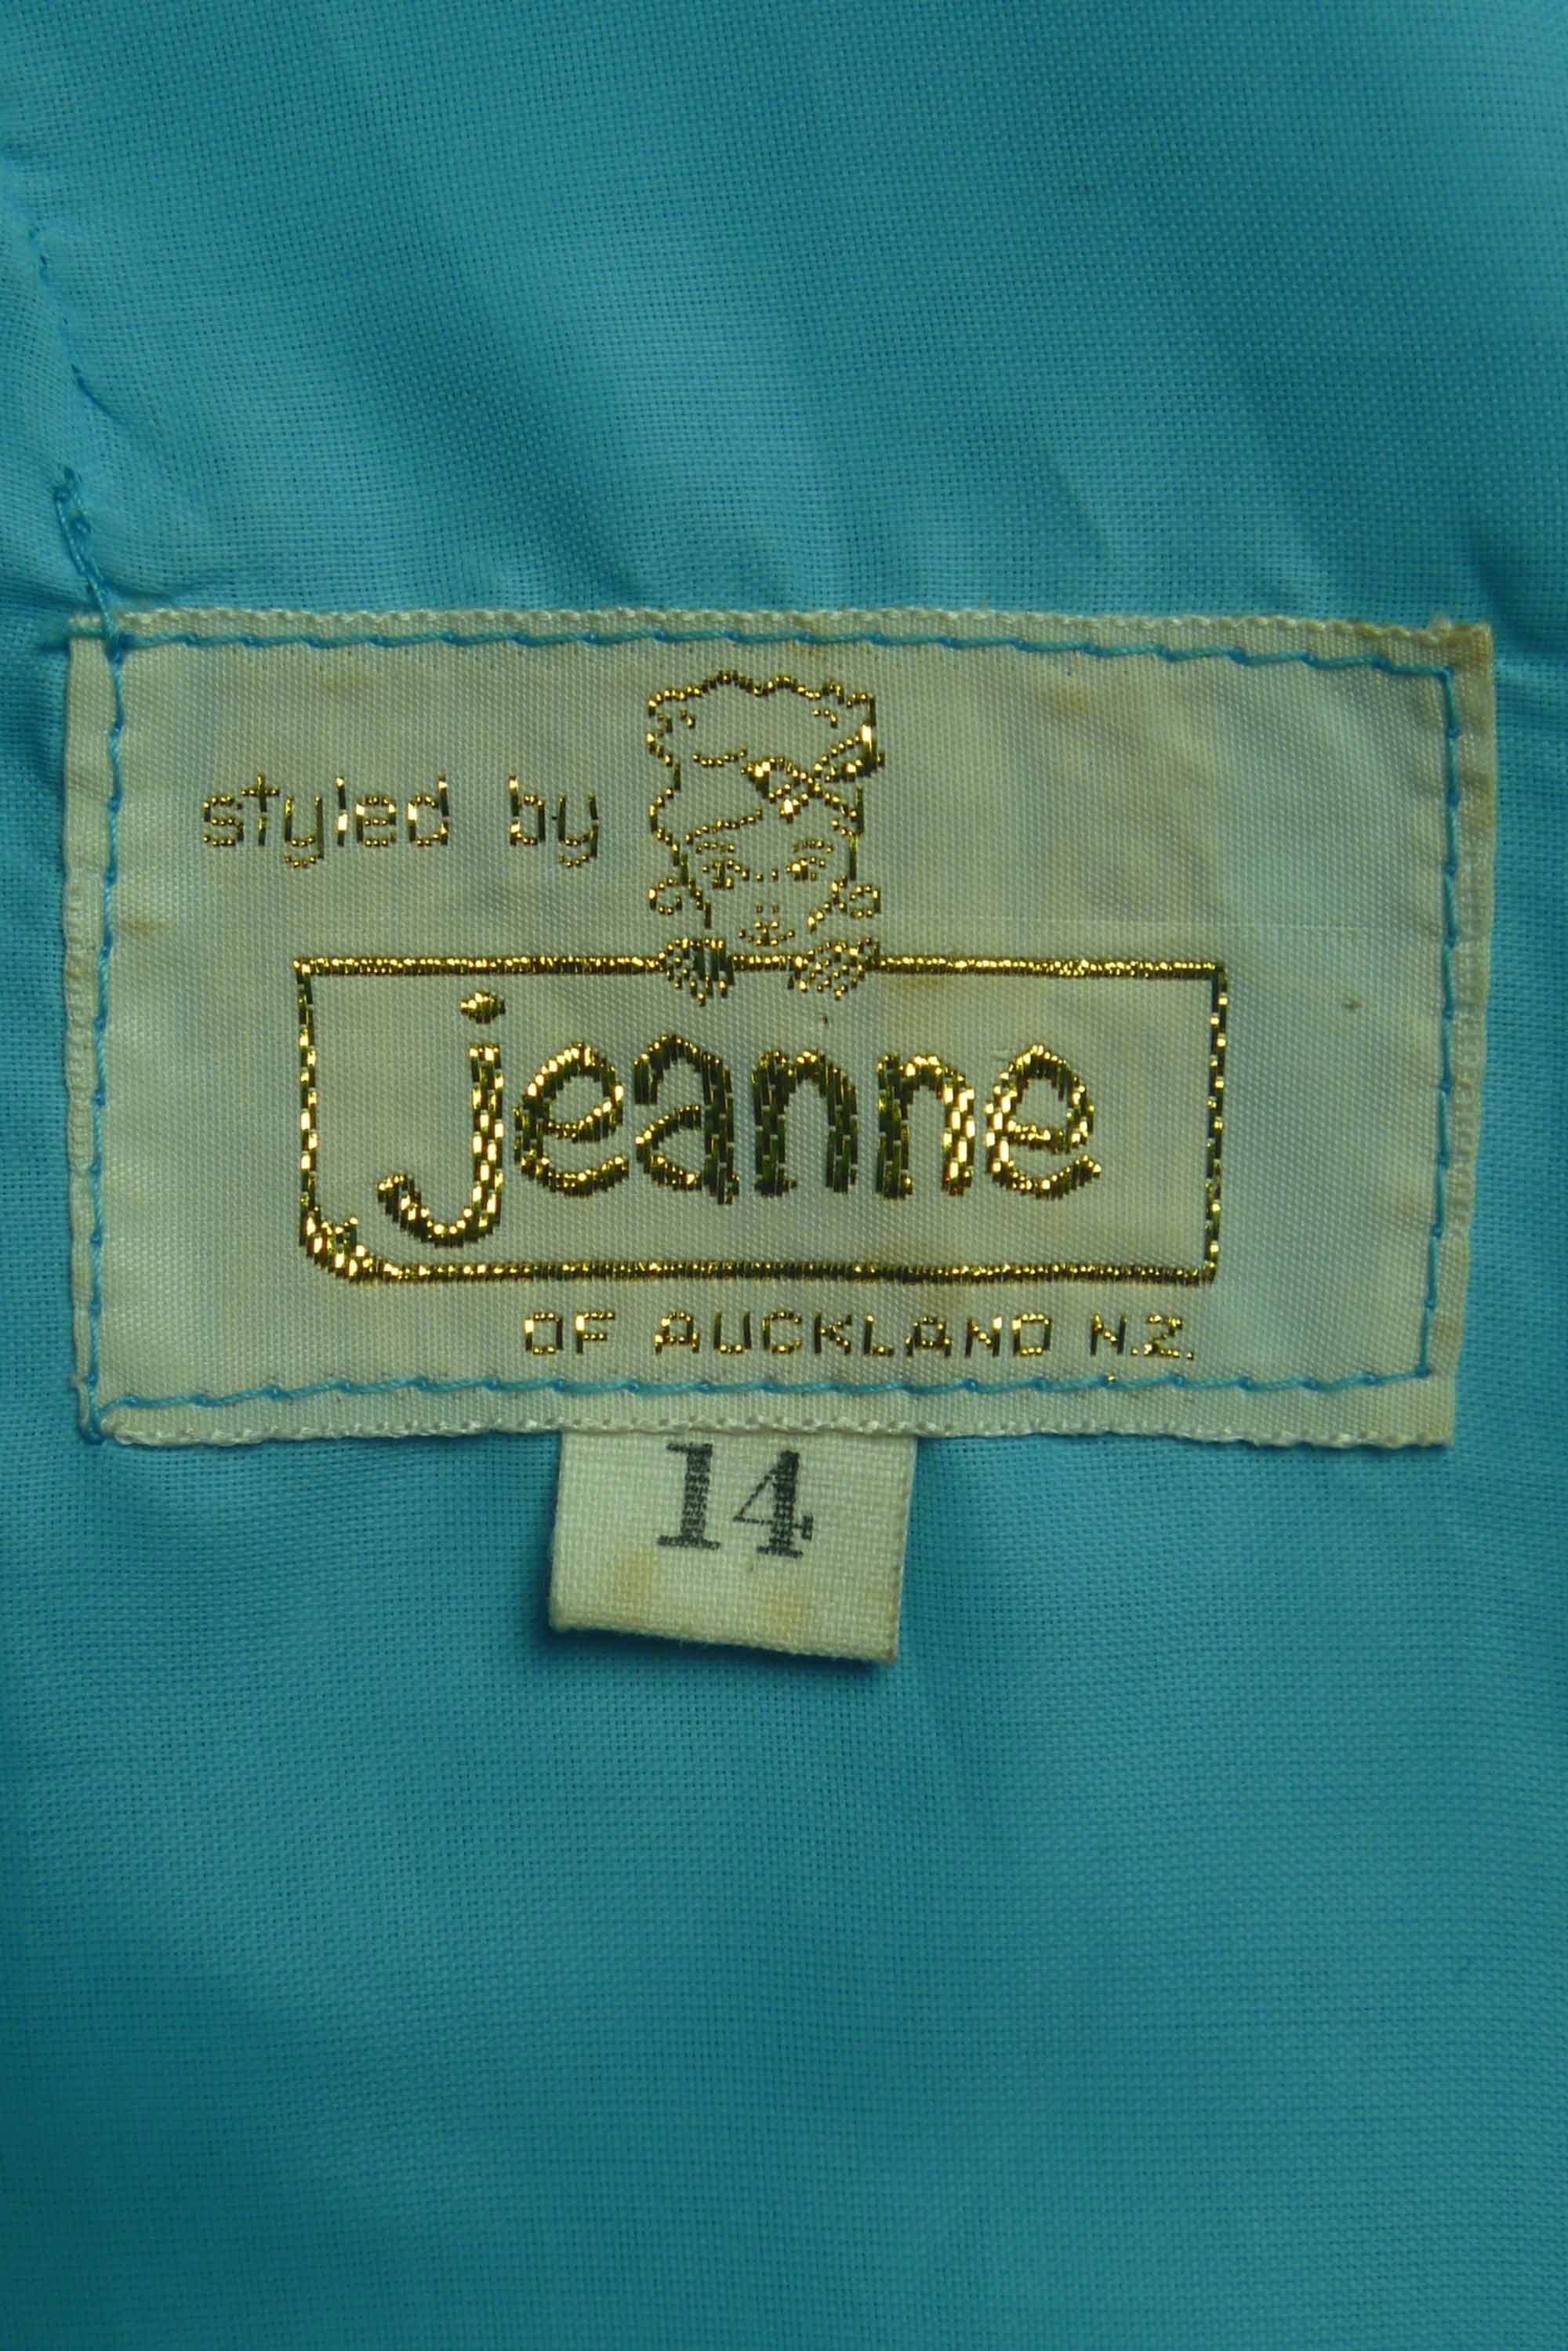 styled by
jeanne
OF AUCKLAND N.Z.
14